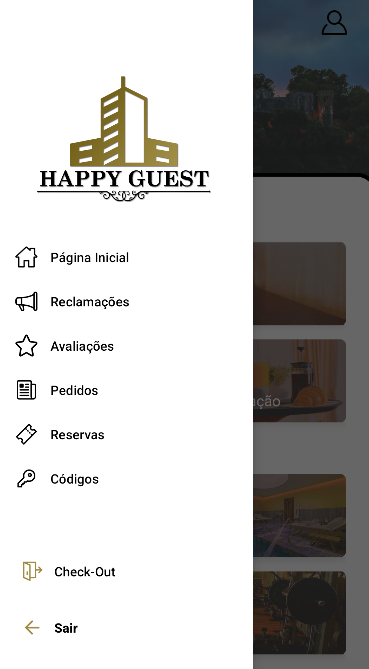 HAPPY GUEST
Página Inicial
Reclamações
Avaliações
Pedidos
Reservas
Códigos
Check-Out
Sair